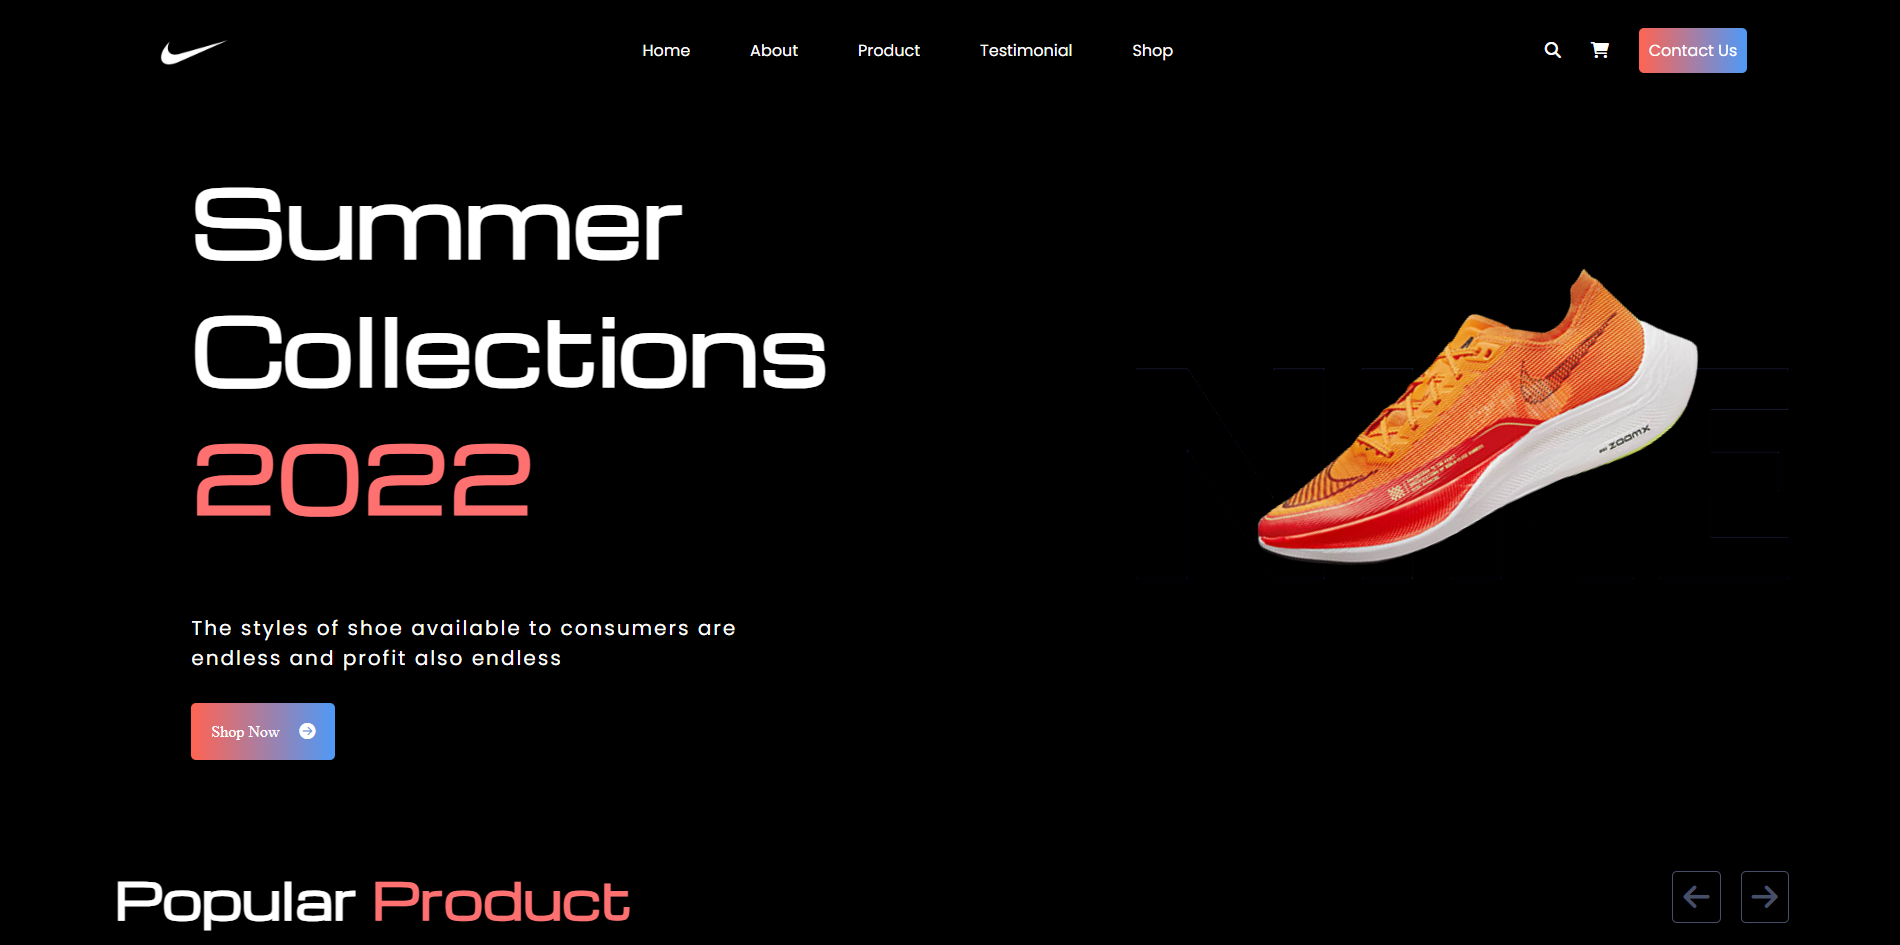 Home
About
Product
Testimonial
Shop
Contact Us
Summer
Collections
2022
ZOOMX
The styles of shoe available to consumers are
endless and profit also endless
Shop Now
Popular Product